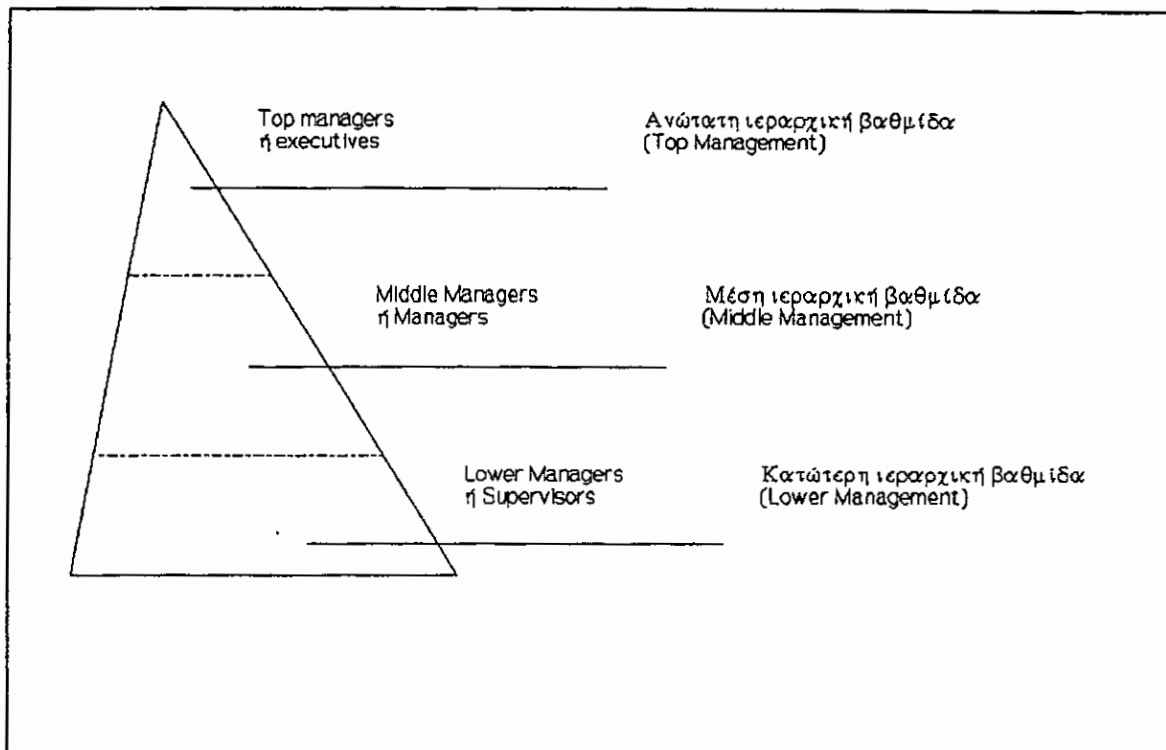 Top managers
ή executives
Ανώτατη ιεραρχική βαθμίδα
(Top Management)
Middle Managers
ή Managers
Μέση ιεραρχική βαθμίδα
(Middle Management)
Lower Managers
ή Supervisors
Κατώτερη ιεραρχική βαθμίδα
(Lower Management)